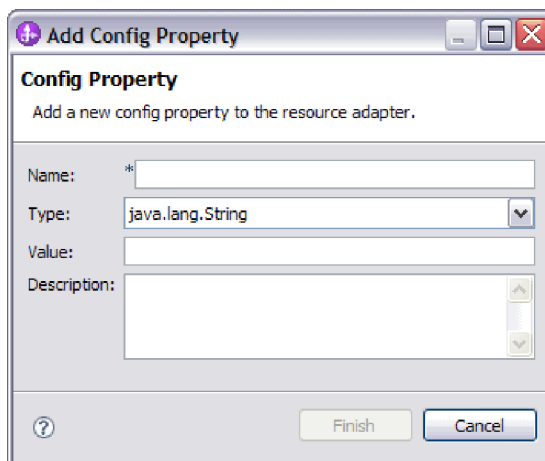 Add Config Property
Config Property
Add a new config property to the resource adapter.
Name: *
Type: java.lang.String
Value:
Description:
? Finish Cancel